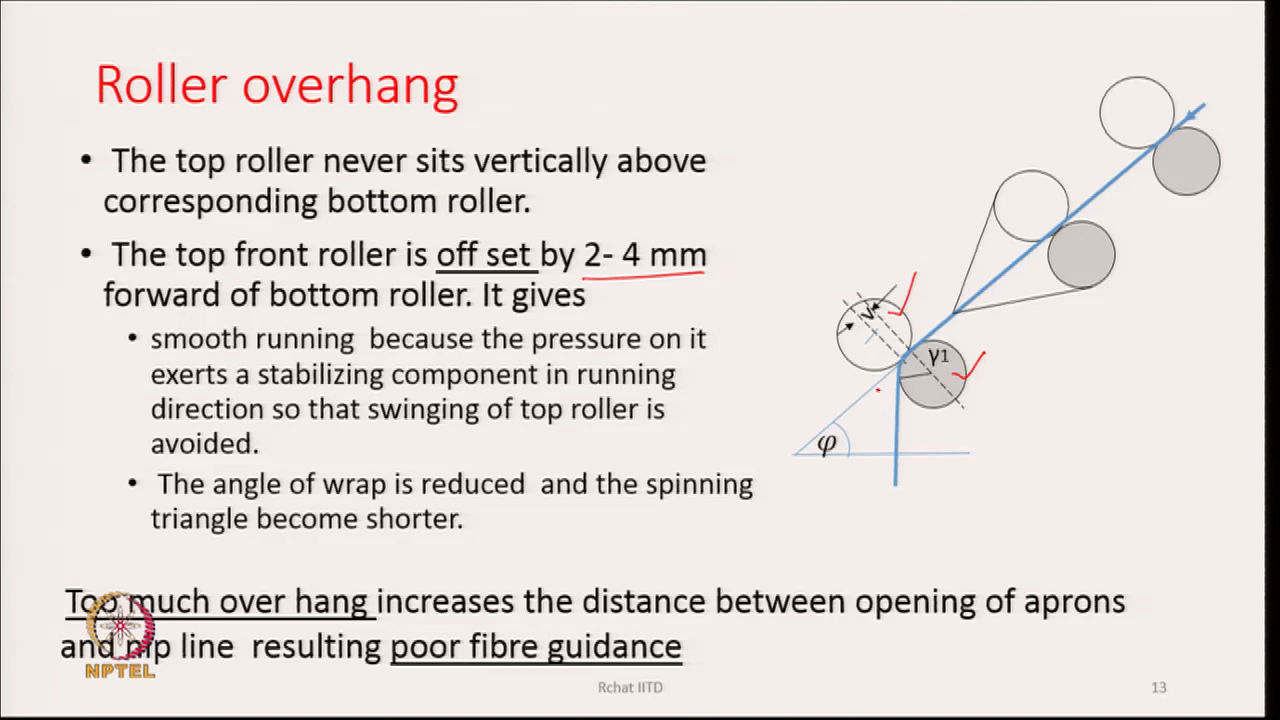 Roller overhang
• The top roller never sits vertically above
corresponding bottom roller.
• The top front roller is off set by 2- 4 mm
forward of bottom roller. It gives
• smooth running because the pressure on it
exerts a stabilizing component in running
direction so that swinging of top roller is
avoided.
• The angle of wrap is reduced and the spinning
triangle become shorter.
V
γ1
φ
Too much over hang increases the distance between opening of aprons
and nip line resulting poor fibre guidance
NPTEL
Rchat IITD
13